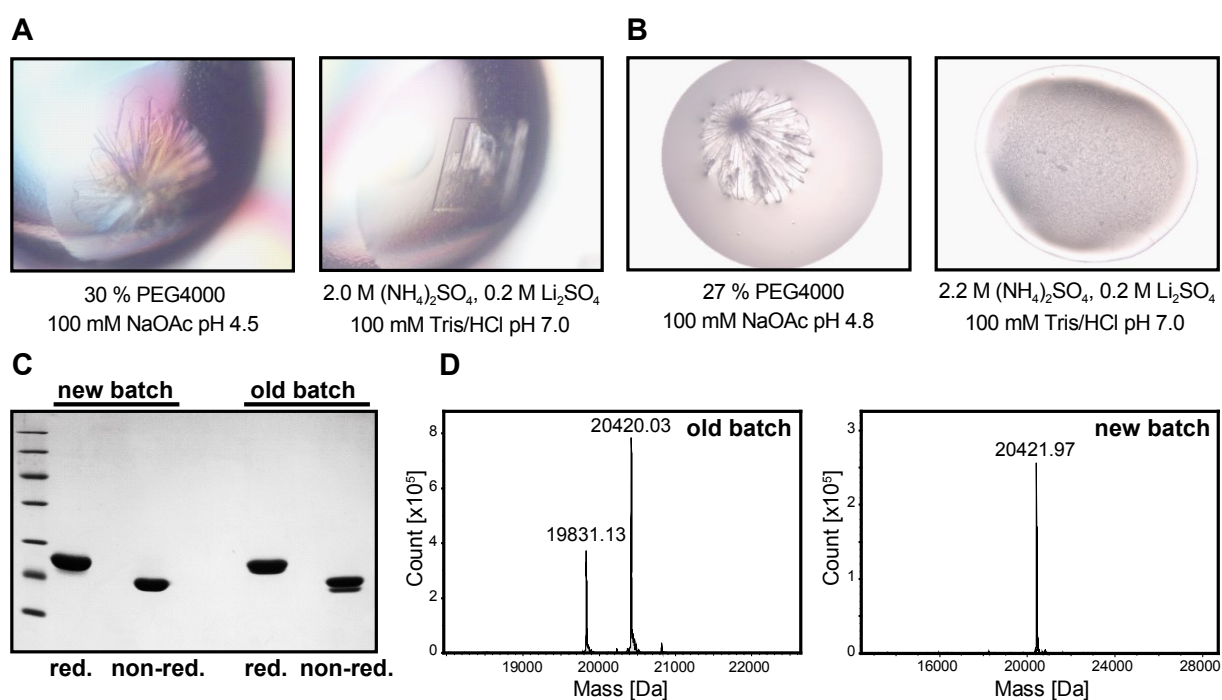 A
B
30 % PEG4000
100 mM NaOAc pH 4.5
2.0 M (NH₄)₂SO₄, 0.2 M Li₂SO₄
100 mM Tris/HCl pH 7.0
27 % PEG4000
100 mM NaOAc pH 4.8
2.2 M (NH₄)₂SO₄, 0.2 M Li₂SO₄
100 mM Tris/HCl pH 7.0
C
new batch
old batch
red.
non-red.
red.
non-red.
D
old batch
20420.03
19831.13
Count [x10⁵]
8
6
4
2
0
19000
20000
21000
22000
Mass [Da]
new batch
20421.97
Count [x10⁵]
3
2
1
0
16000
20000
24000
28000
Mass [Da]